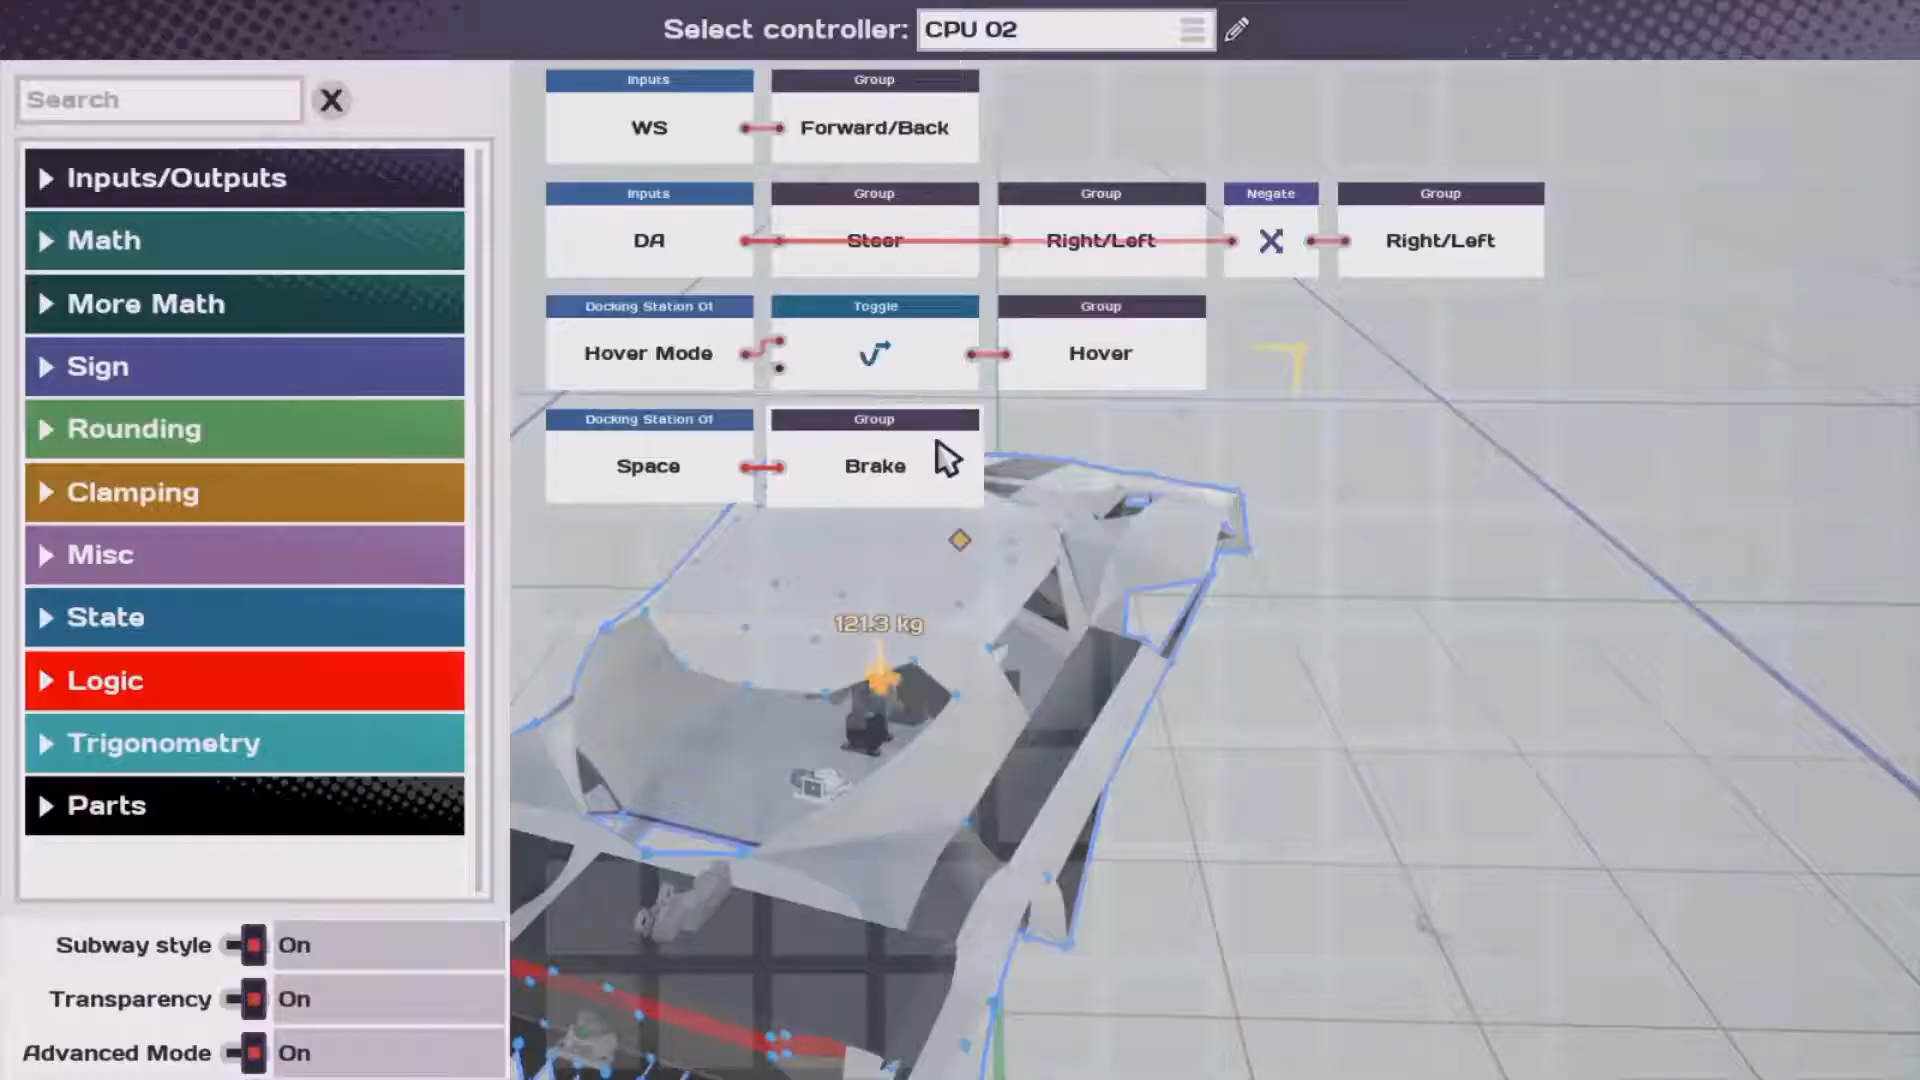 Select controller: CPU 02
Search X
Inputs/Outputs
Math
More Math
Sign
Rounding
Clamping
Misc
State
Logic
Trigonometry
Parts
Subway style On
Transparency On
Advanced Mode On
Inputs Group
WS Forward/Back
Inputs Group Group Negate Group
DA Steer Right/Left Right/Left
Docking Station 01 Toggle Group
Hover Mode Hover
Docking Station 01 Group
Space Brake
121.3 kg